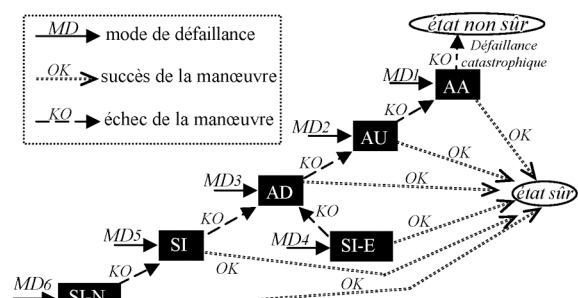 état non sûr
MD mode de défaillance
Défaillance
catastrophique
KO
MD1 AA
OK succès de la manœuvre
KO
OK
KO échec de la manœuvre
MD2 AU
OK
KO
MD3 AD
OK
état sûr
KO
KO
OK
MD5 SI
MD4 SI-E
KO
OK
OK
MD6 SI-N